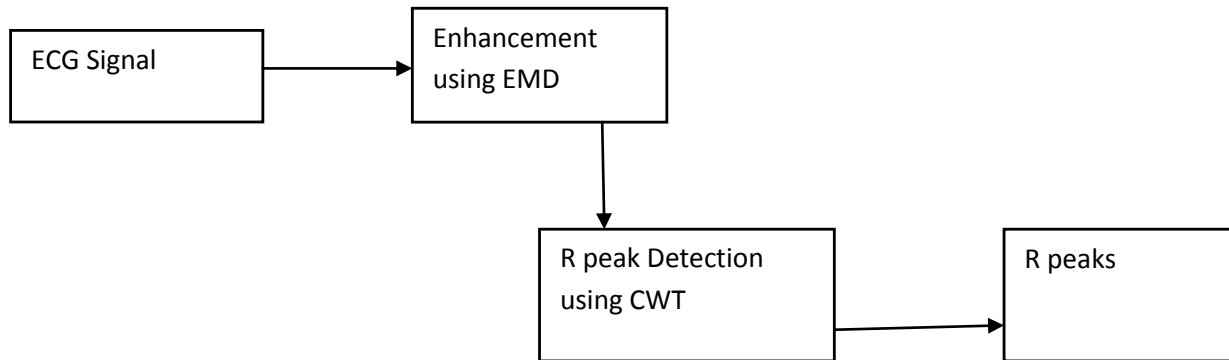 ECG Signal
Enhancement
using EMD
R peak Detection
using CWT
R peaks